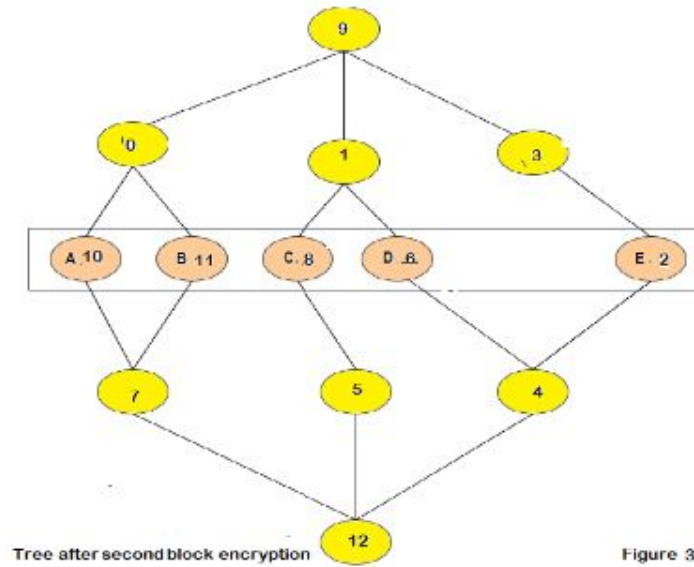 9
0
1
3
A. 10
B 11
C. 8
D. 6
E. 2
7
5
4
12
Tree after second block encryption
Figure 3